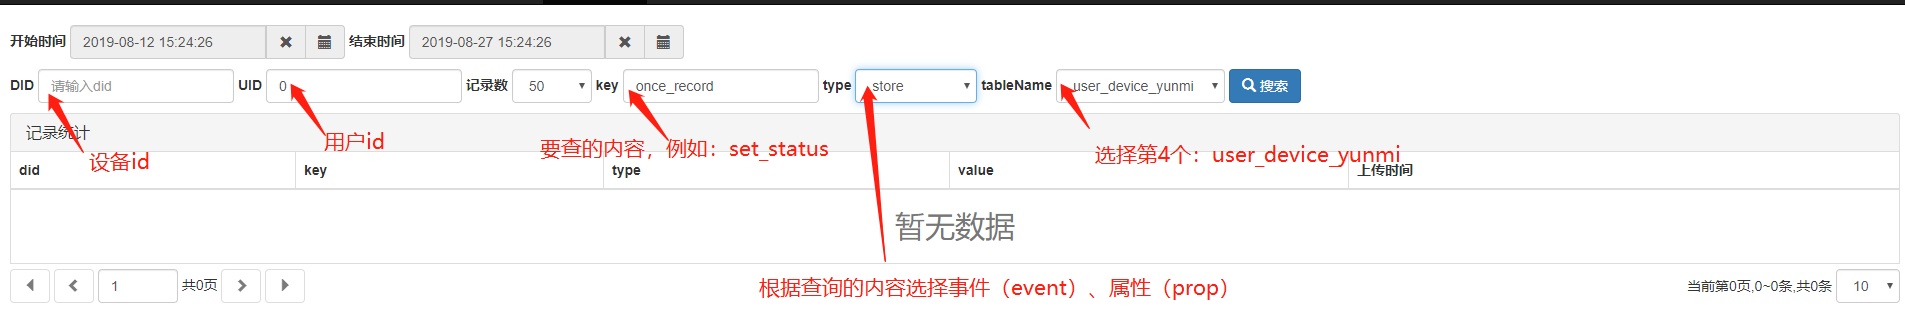 开始时间 2019-08-12 15:24:26 结束时间 2019-08-27 15:24:26
DID 请输入did UID 0 记录数 50 key once_record type store tableName user_device_yunmi 搜索
记录统计
设备id
用户id
要查的内容，例如：set_status
选择第4个：user_device_yunmi
did key type value 上传时间
暂无数据
根据查询的内容选择事件（event）、属性（prop）
1 共0页 当前第0页,0~0条,共0条 10